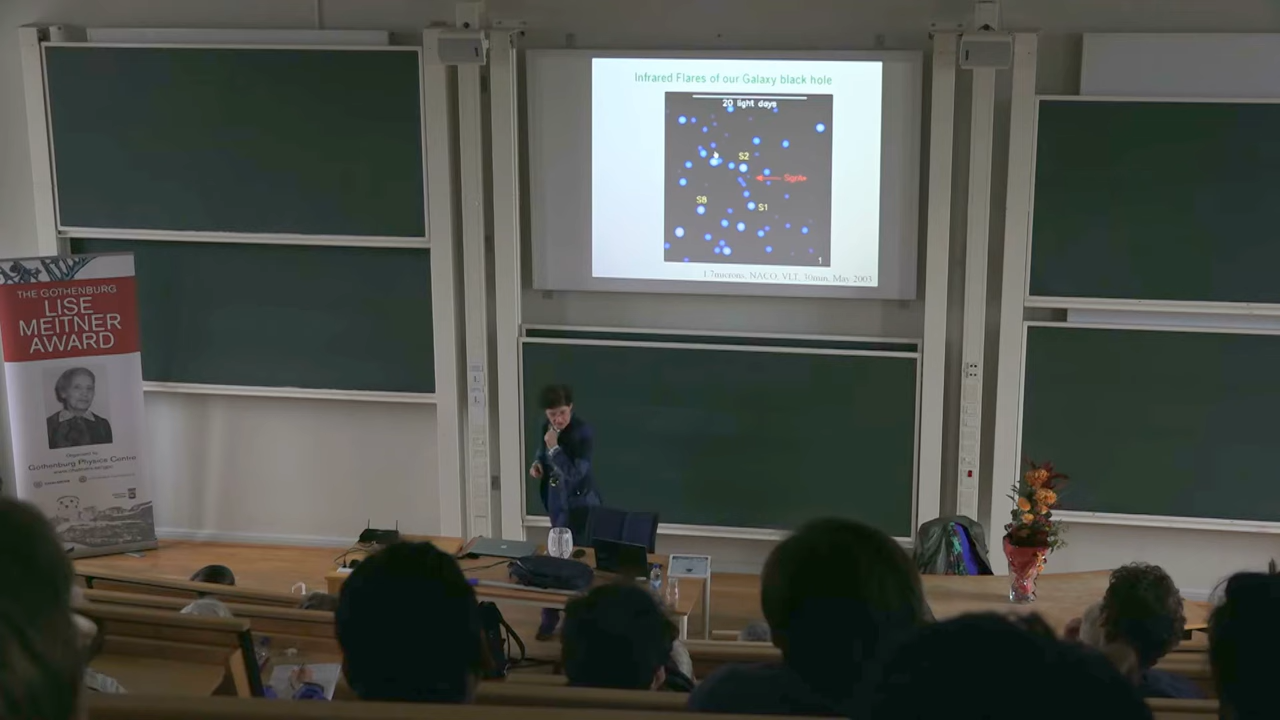 Infrared Flares of our Galaxy black hole
20 light days
S2
SgrA*
S8
S1
1
1.7microns, NACO, VLT, 30min, May 2003
THE GOTHENBURG
LISE
MEITNER
AWARD
Gothenburg Physics Centre